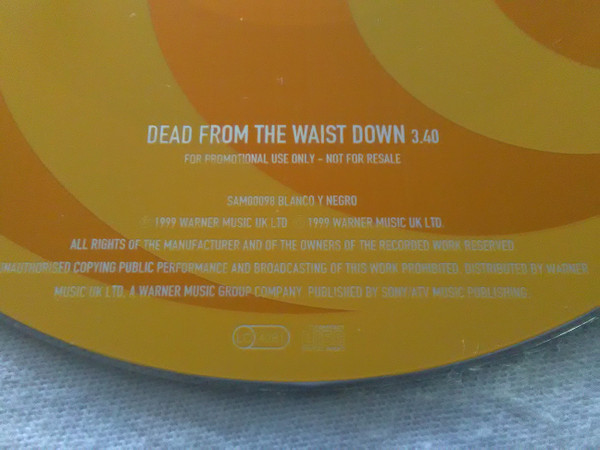 DEAD FROM THE WAIST DOWN 3.40
FOR PROMOTIONAL USE ONLY - NOT FOR RESALE
SAM00098 BLANCO Y NEGRO
1999 WARNER MUSIC UK LTD 1999 WARNER MUSIC UK LTD.
ALL RIGHTS OF THE MANUFACTURER AND OF THE OWNERS OF THE RECORDED WORK RESERVED.
UNAUTHORISED COPYING PUBLIC PERFORMANCE AND BROADCASTING OF THIS WORK PROHIBITED. DISTRIBUTED BY WARNER
MUSIC UK LTD. A WARNER MUSIC GROUP COMPANY. PUBLISHED BY SONY/ATV MUSIC PUBLISHING.